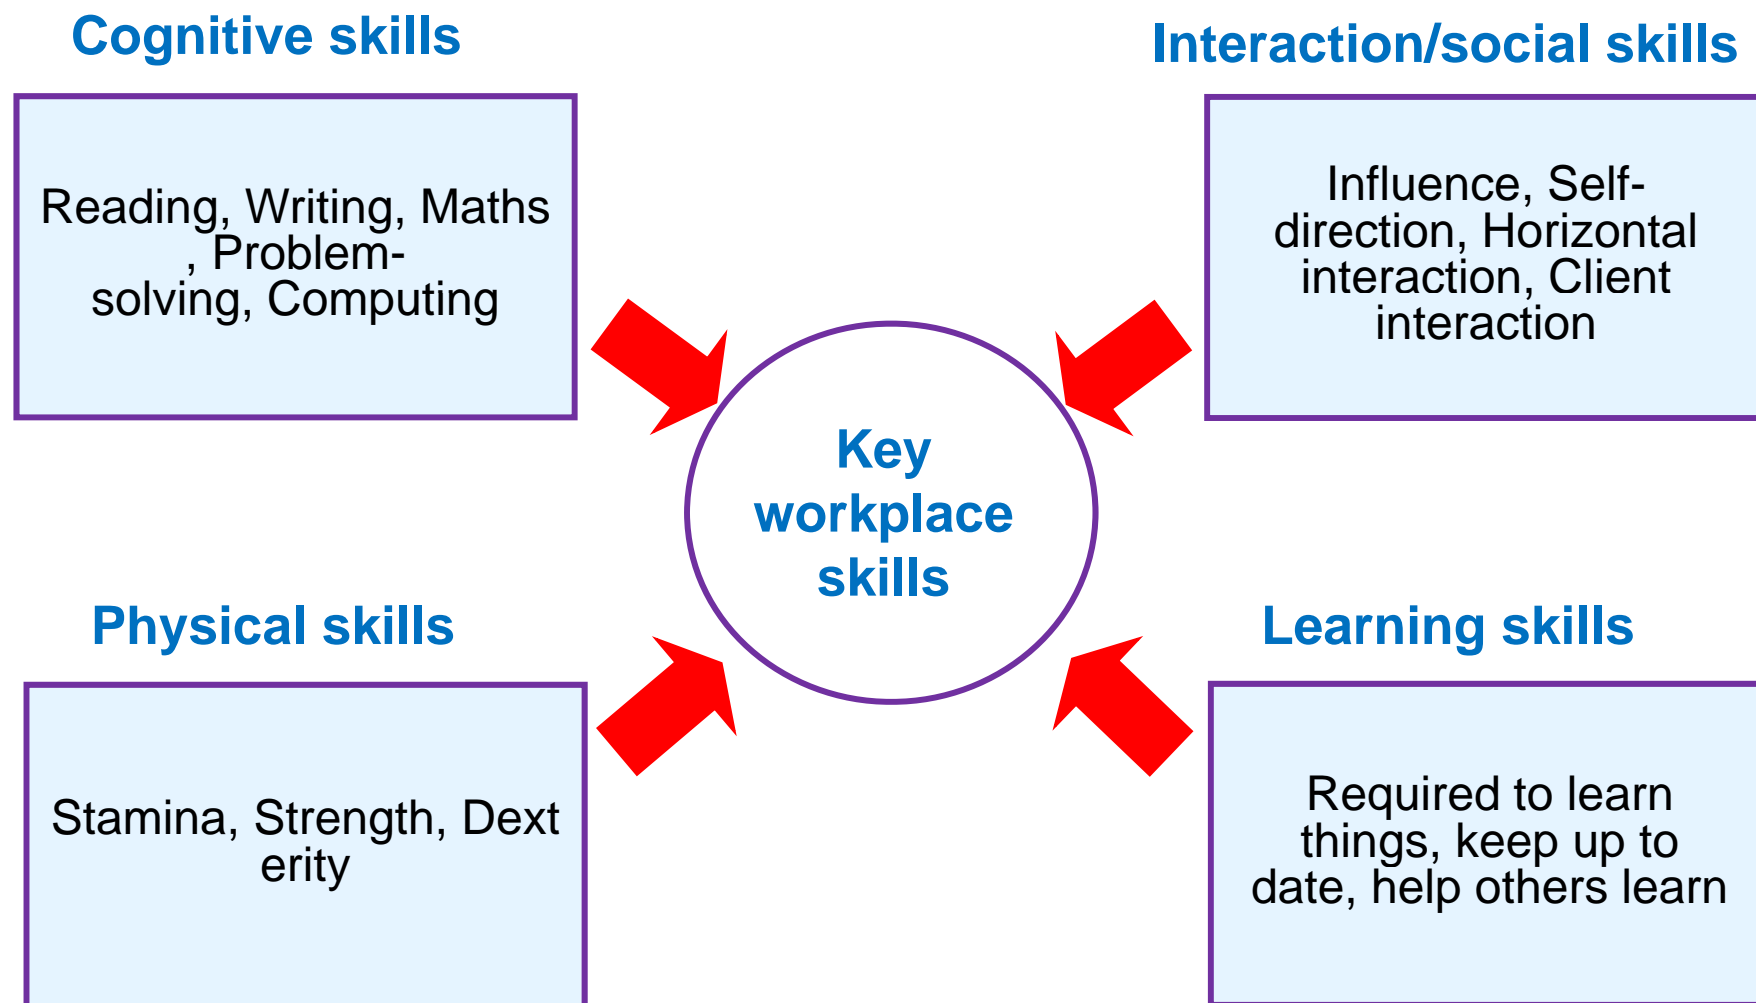 Cognitive skills
Reading, Writing, Maths
, Problem-
solving, Computing
Interaction/social skills
Influence, Self-
direction, Horizontal
interaction, Client
interaction
Key
workplace
skills
Physical skills
Stamina, Strength, Dext
erity
Learning skills
Required to learn
things, keep up to
date, help others learn